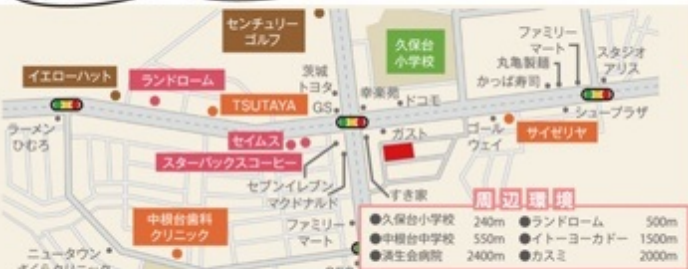 センチュリー
ゴルフ
久保台
小学校
ファミリー
マート
丸亀製麺
かっぱ寿司
スタジオ
アリス
イエローハット
ランドローム
茨城
トヨタ
GS
幸楽苑
ドコモ
TSUTAYA
ラーメン
ひむろ
セイムス
スターバックスコーヒー
ガスト
ゴール
ウェイ
シュープラザ
サイゼリヤ
セブンイレブン
マクドナルド
すき家
中根台歯科
クリニック
ファミリー
マート
ニュータウン
周辺環境
●久保台小学校 240m ●ランドローム 500m
●中根台中学校 550m ●イトーヨーカドー 1500m
●済生会病院 2400m ●カスミ 2000m